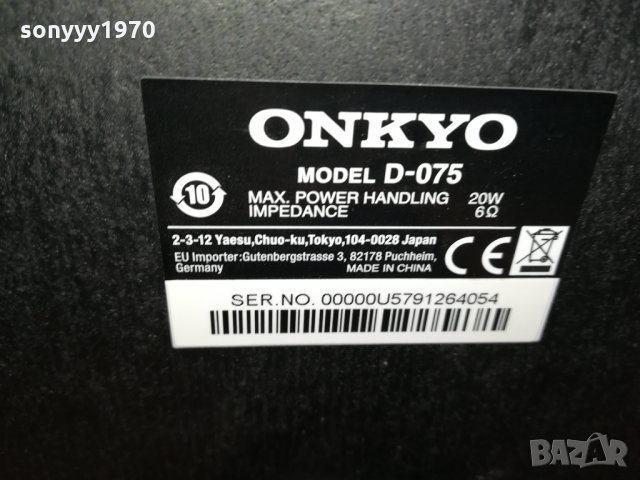 sonyyy1970
ONKYO
MODEL D-075
10
MAX. POWER HANDLING 20W
IMPEDANCE 6Ω
2-3-12 Yaesu,Chuo-ku,Tokyo,104-0028 Japan
EU Importer:Gutenbergstrasse 3, 82178 Puchheim,
Germany MADE IN CHINA
CE
SER.NO. 00000U5791264054
BAZAR